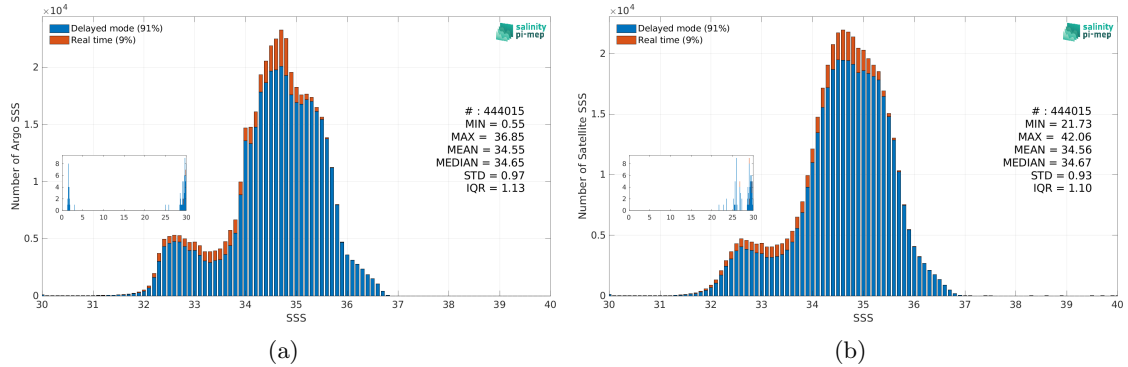 ×10⁴
Delayed mode (91%)
Real time (9%)
salinity
pi-mep
# : 444015
MIN = 0.55
MAX = 36.85
MEAN = 34.55
MEDIAN = 34.65
STD = 0.97
IQR = 1.13
Number of Argo SSS
2
1.5
1
0.5
0
8
6
4
2
0
0 5 10 15 20 25 30
30 31 32 33 34 35 36 37 38 39 40
SSS
(a)
×10⁴
Delayed mode (91%)
Real time (9%)
salinity
pi-mep
# : 444015
MIN = 21.73
MAX = 42.06
MEAN = 34.56
MEDIAN = 34.67
STD = 0.93
IQR = 1.10
Number of Satellite SSS
2
1.5
1
0.5
0
8
6
4
2
0
0 5 10 15 20 25 30
30 31 32 33 34 35 36 37 38 39 40
SSS
(b)